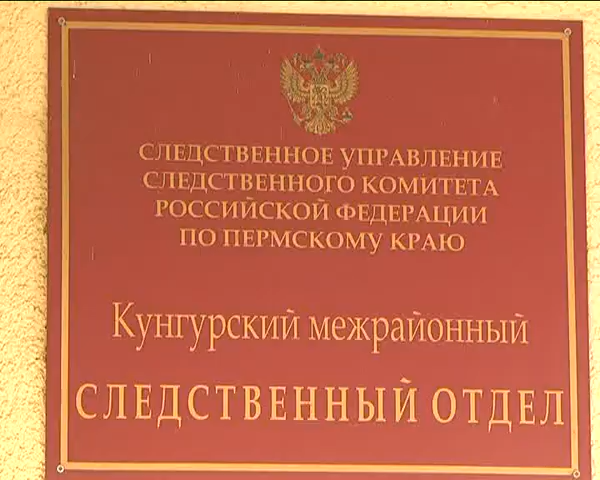 СЛЕДСТВЕННОЕ УПРАВЛЕНИЕ
СЛЕДСТВЕННОГО КОМИТЕТА
РОССИЙСКОЙ ФЕДЕРАЦИИ
ПО ПЕРМСКОМУ КРАЮ
Кунгурский межрайонный
СЛЕДСТВЕННЫЙ ОТДЕЛ